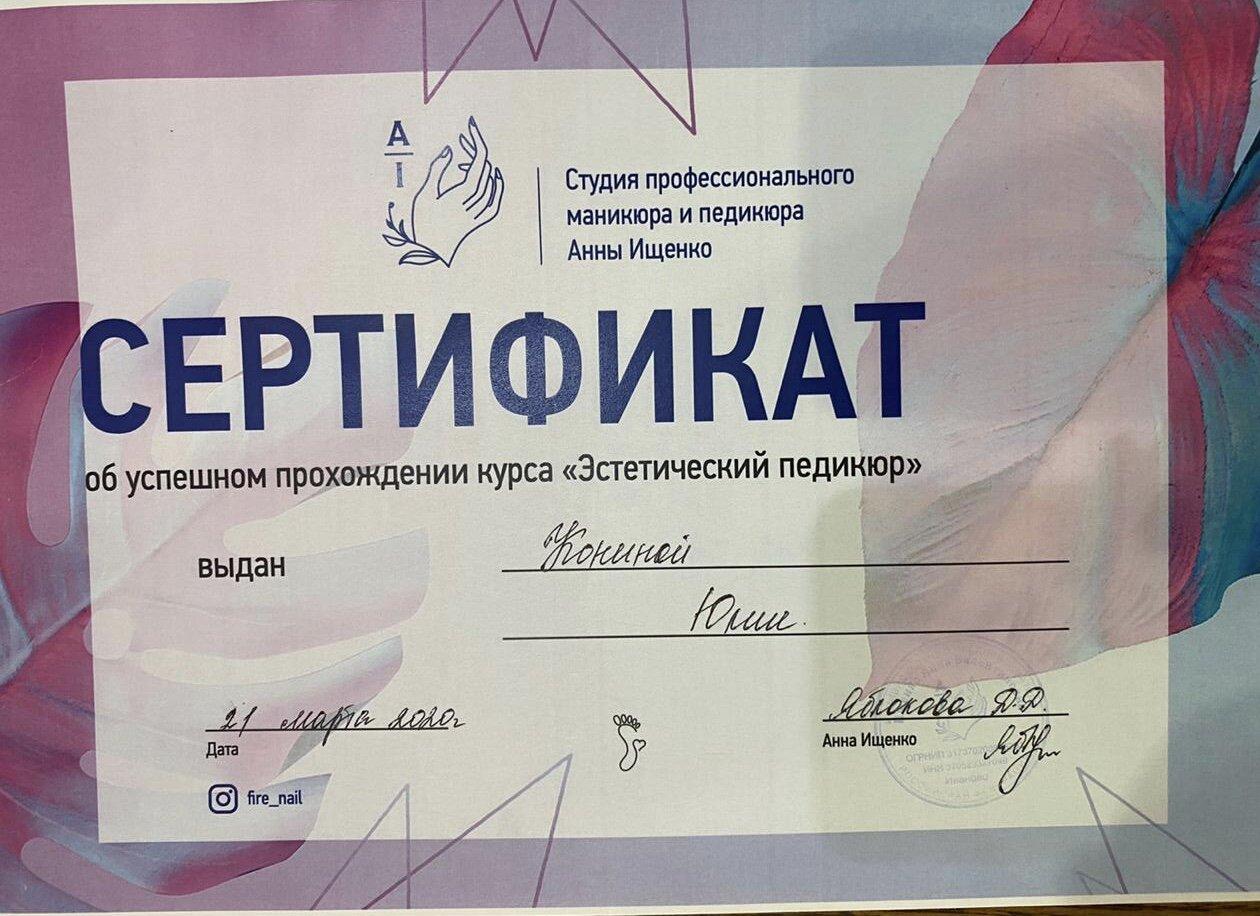 А
I
Студия профессионального
маникюра и педикюра
Анны Ищенко
СЕРТИФИКАТ
об успешном прохождении курса «Эстетический педикюр»
выдан
Кониной
Юлии.
21 марта 2020г
Дата
Яблокова Д.Д.
Анна Ищенко
fire_nail